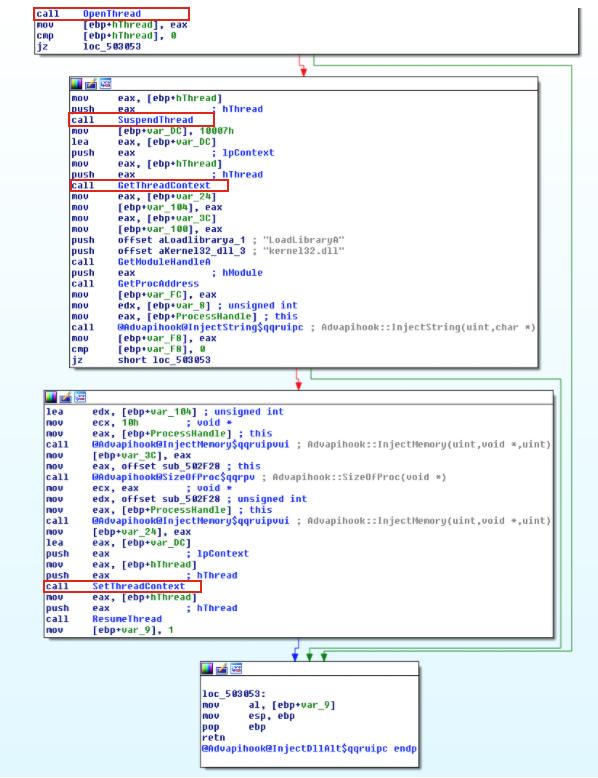 call OpenThread
mov [ebp+hThread], eax
cmp [ebp+hThread], 0
jz loc_503053
mov eax, [ebp+hThread]
push eax ; hThread
call SuspendThread
mov [ebp+var_DC], 10007h
lea eax, [ebp+var_DC]
push eax ; lpContext
mov eax, [ebp+hThread]
push eax ; hThread
call GetThreadContext
mov eax, [ebp+var_24]
mov [ebp+var_104], eax
mov eax, [ebp+var_3C]
mov [ebp+var_100], eax
push offset aLoadlibrarya_1 ; "LoadLibraryA"
push offset aKernel32_dll_3 ; "kernel32.dll"
call GetModuleHandleA
push eax ; hModule
call GetProcAddress
mov [ebp+var_FC], eax
mov edx, [ebp+var_8] ; unsigned int
mov eax, [ebp+ProcessHandle] ; this
call @Advapihook@InjectString$qqruipc ; Advapihook::InjectString(uint,char *)
mov [ebp+var_F8], eax
cmp [ebp+var_F8], 0
jz short loc_503053
lea edx, [ebp+var_104] ; unsigned int
mov ecx, 10h ; void *
mov eax, [ebp+ProcessHandle] ; this
call @Advapihook@InjectMemory$qqruipvui ; Advapihook::InjectMemory(uint,void *,uint)
mov [ebp+var_3C], eax
mov eax, offset sub_502F28 ; this
call @Advapihook@SizeOfProc$qqrpv ; Advapihook::SizeOfProc(void *)
mov ecx, eax ; void *
mov edx, offset sub_502F28 ; unsigned int
mov eax, [ebp+ProcessHandle] ; this
call @Advapihook@InjectMemory$qqruipvui ; Advapihook::InjectMemory(uint,void *,uint)
mov [ebp+var_24], eax
lea eax, [ebp+var_DC]
push eax ; lpContext
mov eax, [ebp+hThread]
push eax ; hThread
call SetThreadContext
mov eax, [ebp+hThread]
push eax ; hThread
call ResumeThread
mov [ebp+var_9], 1
loc_503053:
mov al, [ebp+var_9]
mov esp, ebp
pop ebp
retn
@Advapihook@InjectDllAlt$qqruipc endp